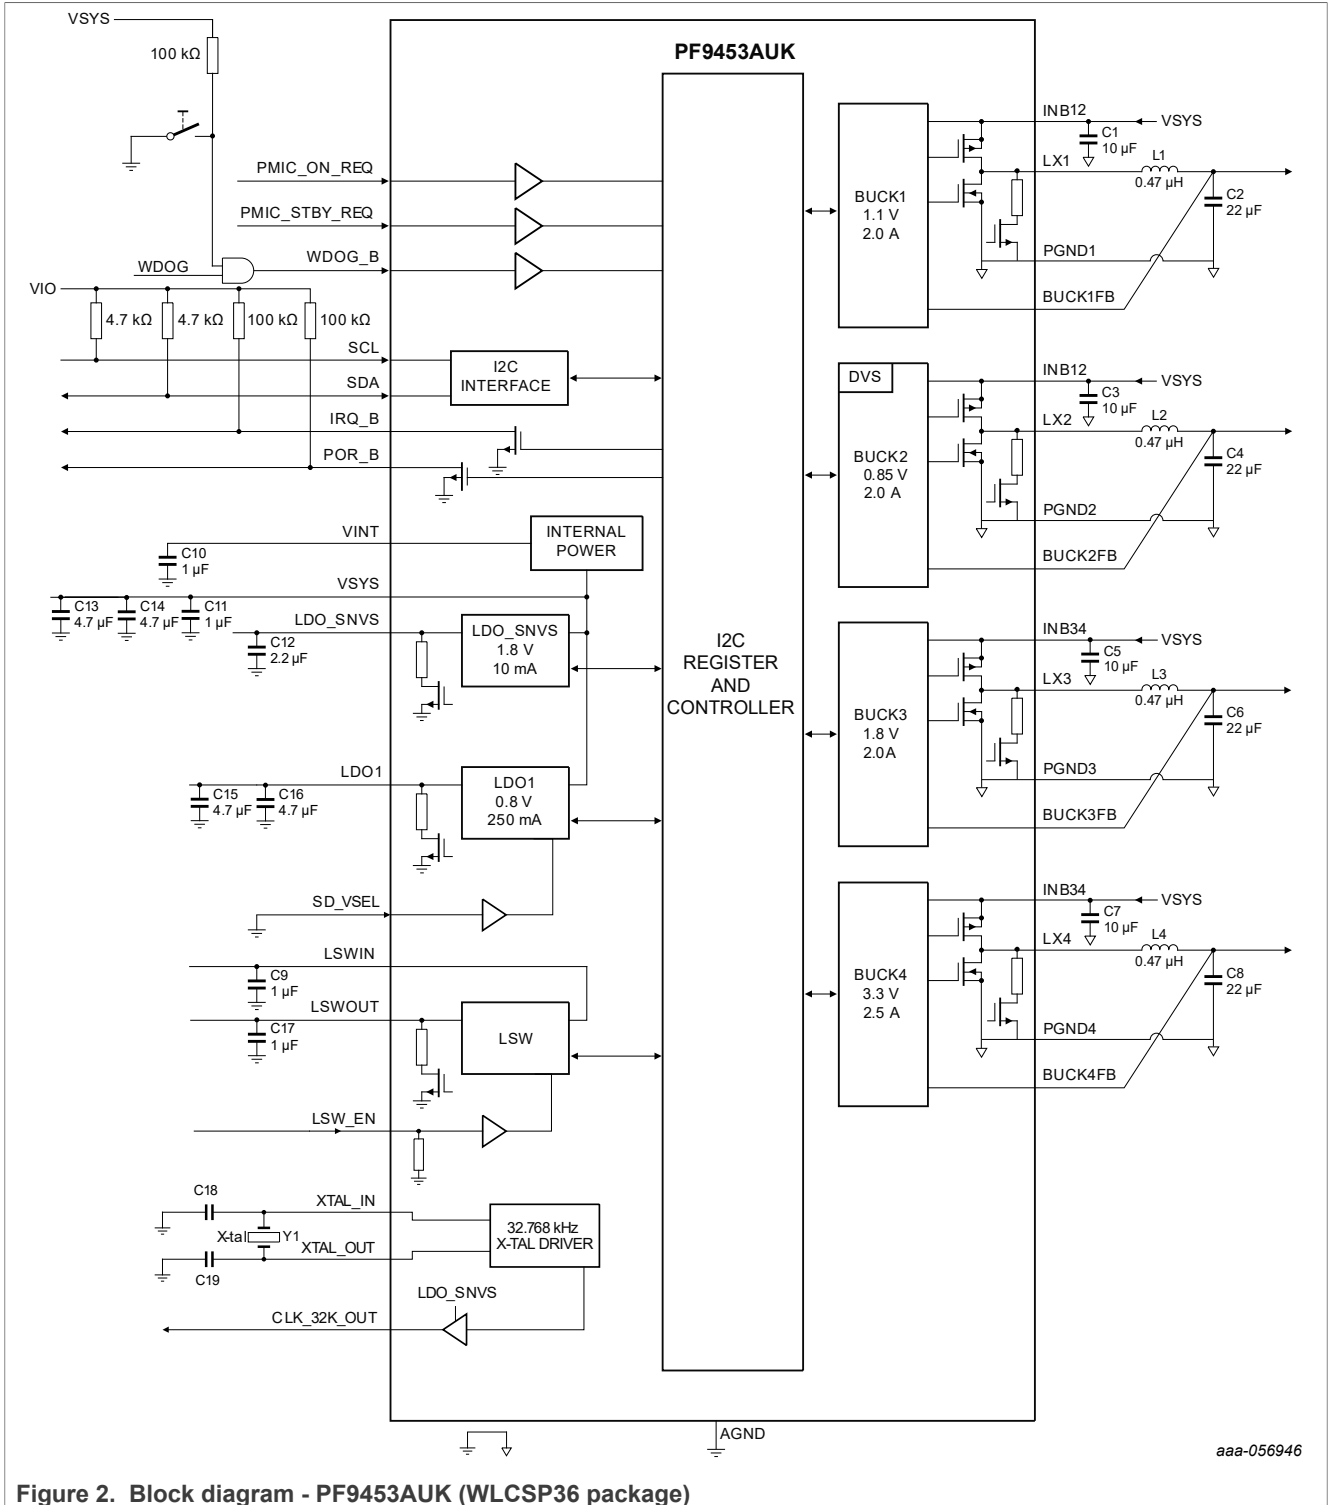 VSYS
100 kΩ
PMIC_ON_REQ
PMIC_STBY_REQ
WDOG
WDOG_B
VIO
4.7 kΩ
4.7 kΩ
100 kΩ
100 kΩ
SCL
SDA
IRQ_B
POR_B
I2C
INTERFACE
VINT
C10
1 µF
INTERNAL
POWER
VSYS
C13
4.7 µF
C14
4.7 µF
C11
1 µF
LDO_SNVS
C12
2.2 µF
LDO_SNVS
1.8 V
10 mA
LDO1
C15
4.7 µF
C16
4.7 µF
LDO1
0.8 V
250 mA
SD_VSEL
LSWIN
C9
1 µF
LSWOUT
C17
1 µF
LSW
LSW_EN
C18
XTAL_IN
X-tal
Y1
XTAL_OUT
C19
32.768 kHz
X-TAL DRIVER
LDO_SNVS
CLK_32K_OUT
PF9453AUK
I2C
REGISTER
AND
CONTROLLER
BUCK1
1.1 V
2.0 A
INB12
VSYS
C1
10 µF
LX1
L1
0.47 µH
C2
22 µF
PGND1
BUCK1FB
DVS
BUCK2
0.85 V
2.0 A
INB12
VSYS
C3
10 µF
LX2
L2
0.47 µH
C4
22 µF
PGND2
BUCK2FB
BUCK3
1.8 V
2.0A
INB34
VSYS
C5
10 µF
LX3
L3
0.47 µH
C6
22 µF
PGND3
BUCK3FB
BUCK4
3.3 V
2.5 A
INB34
VSYS
C7
10 µF
LX4
L4
0.47 µH
C8
22 µF
PGND4
BUCK4FB
AGND
aaa-056946
Figure 2. Block diagram - PF9453AUK (WLCSP36 package)